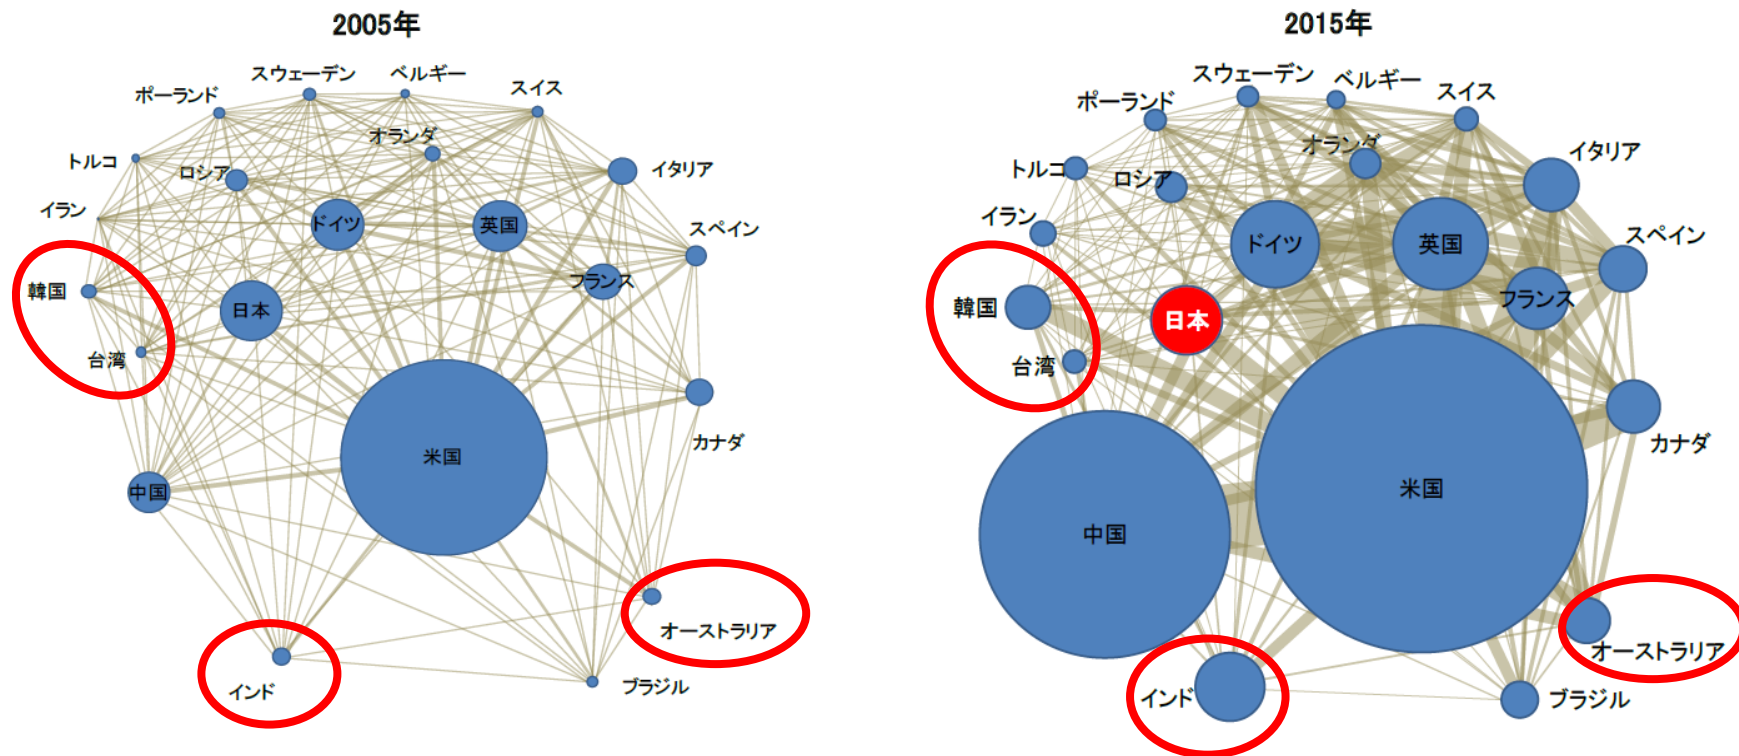 2005年
スウェーデン
ベルギー
スイス
ポーランド
オランダ
トルコ
ロシア
イタリア
イラン
ドイツ
英国
スペイン
韓国
日本
フランス
台湾
カナダ
米国
中国
オーストラリア
インド
ブラジル
2015年
スウェーデン
ベルギー
スイス
ポーランド
オランダ
イタリア
トルコ
ロシア
イラン
ドイツ
英国
スペイン
韓国
日本
フランス
台湾
カナダ
米国
中国
オーストラリア
インド
ブラジル